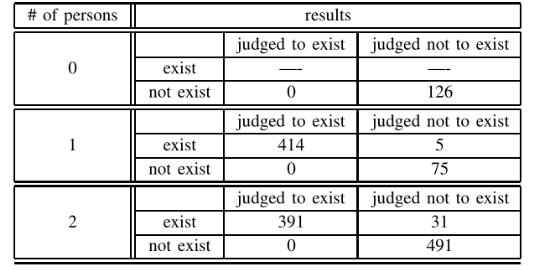 # of persons results
judged to exist judged not to exist
0 exist —- —-
not exist 0 126
judged to exist judged not to exist
1 exist 414 5
not exist 0 75
judged to exist judged not to exist
2 exist 391 31
not exist 0 491